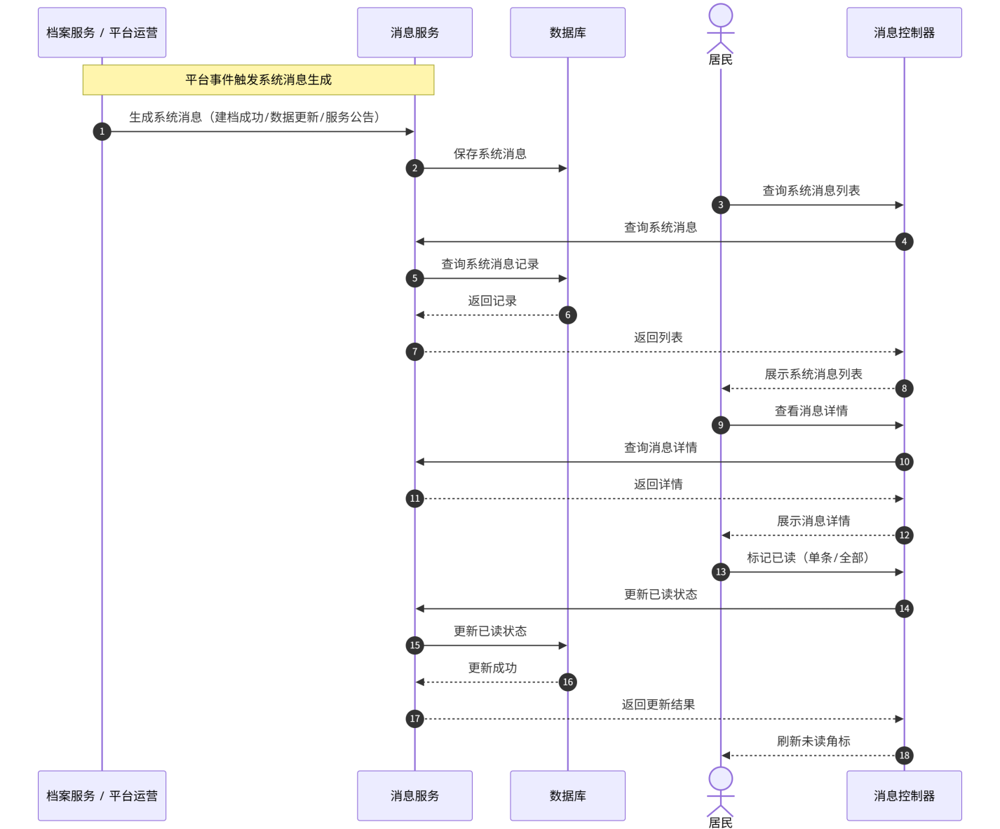 档案服务 / 平台运营
消息服务
数据库
居民
消息控制器
平台事件触发系统消息生成
生成系统消息（建档成功/数据更新/服务公告）
1
保存系统消息
2
查询系统消息列表
3
查询系统消息
4
查询系统消息记录
5
返回记录
6
返回列表
7
展示系统消息列表
8
查看消息详情
9
查询消息详情
10
返回详情
11
展示消息详情
12
标记已读（单条/全部）
13
更新已读状态
14
更新已读状态
15
更新成功
16
返回更新结果
17
刷新未读角标
18
档案服务 / 平台运营
消息服务
数据库
居民
消息控制器